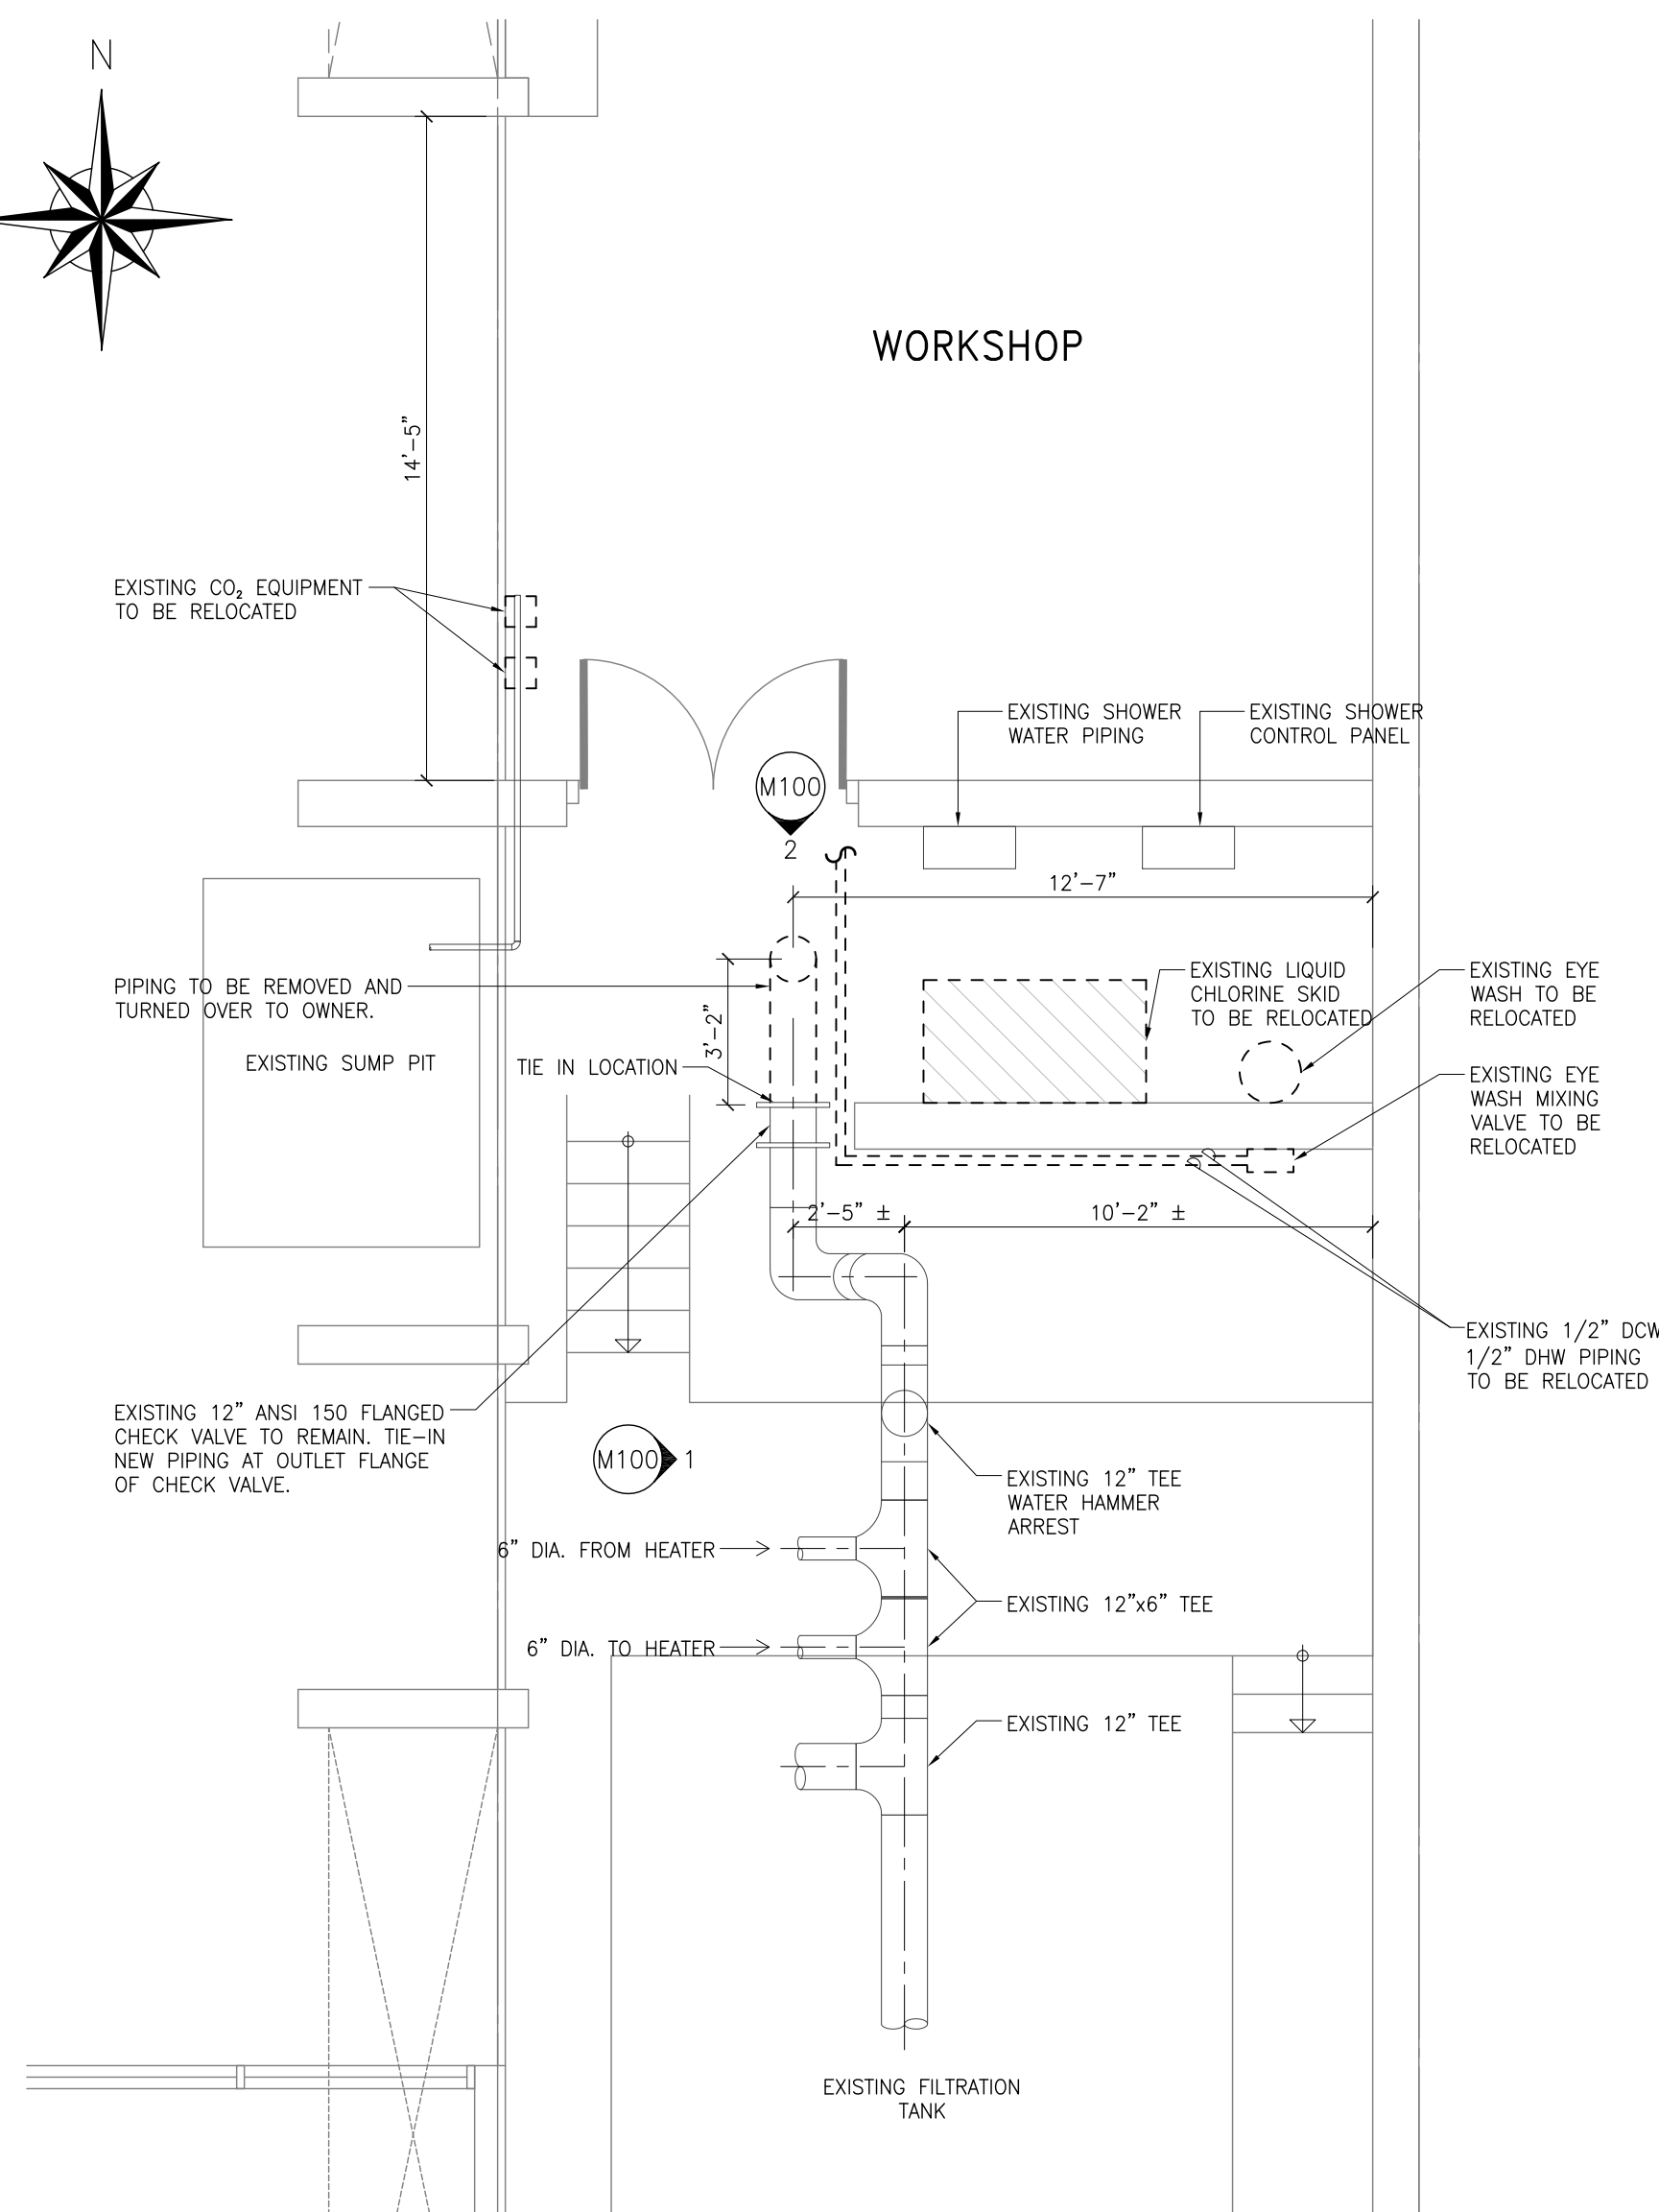 N
WORKSHOP
14'-5"
EXISTING CO₂ EQUIPMENT
TO BE RELOCATED
EXISTING SHOWER
WATER PIPING
EXISTING SHOWER
CONTROL PANEL
M100
2
12'-7"
PIPING TO BE REMOVED AND
TURNED OVER TO OWNER.
EXISTING LIQUID
CHLORINE SKID
TO BE RELOCATED
EXISTING EYE
WASH TO BE
RELOCATED
3'-2"
EXISTING SUMP PIT
TIE IN LOCATION
EXISTING EYE
WASH MIXING
VALVE TO BE
RELOCATED
2'-5" ±
10'-2" ±
EXISTING 1/2" DCW
1/2" DHW PIPING
TO BE RELOCATED
EXISTING 12" ANSI 150 FLANGED
CHECK VALVE TO REMAIN. TIE-IN
NEW PIPING AT OUTLET FLANGE
OF CHECK VALVE.
M100
1
EXISTING 12" TEE
WATER HAMMER
ARREST
6" DIA. FROM HEATER
EXISTING 12"x6" TEE
6" DIA. TO HEATER
EXISTING 12" TEE
EXISTING FILTRATION
TANK